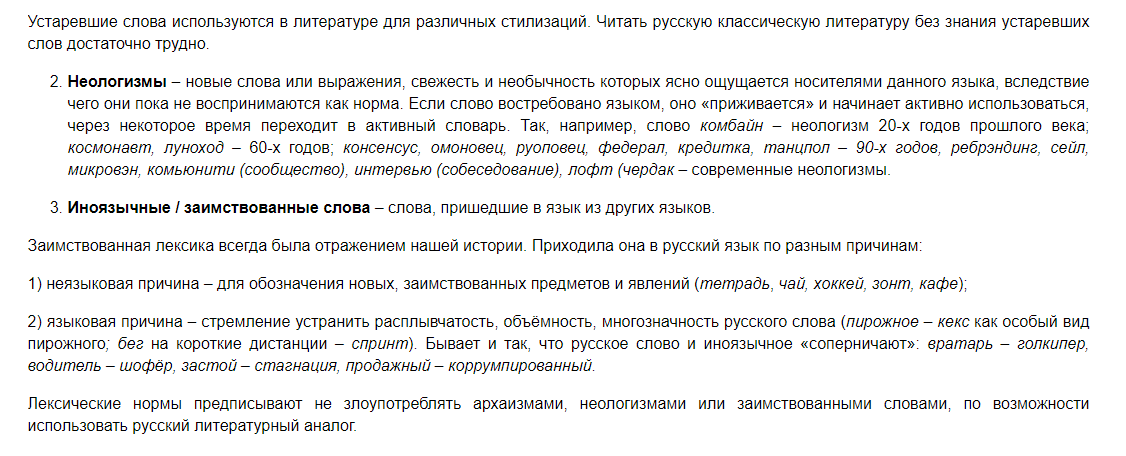 Устаревшие слова используются в литературе для различных стилизаций. Читать русскую классическую литературу без знания устаревших
слов достаточно трудно.
2. Неологизмы – новые слова или выражения, свежесть и необычность которых ясно ощущается носителями данного языка, вследствие
чего они пока не воспринимаются как норма. Если слово востребовано языком, оно «приживается» и начинает активно использоваться,
через некоторое время переходит в активный словарь. Так, например, слово комбайн – неологизм 20-х годов прошлого века;
космонавт, луноход – 60-х годов; консенсус, омоновец, руоповец, федерал, кредитка, танцпол – 90-х годов, ребрэндинг, сейл,
микровэн, комьюнити (сообщество), интервью (собеседование), лофт (чердак – современные неологизмы.
3. Иноязычные / заимствованные слова – слова, пришедшие в язык из других языков.
Заимствованная лексика всегда была отражением нашей истории. Приходила она в русский язык по разным причинам:
1) неязыковая причина – для обозначения новых, заимствованных предметов и явлений (тетрадь, чай, хоккей, зонт, кафе);
2) языковая причина – стремление устранить расплывчатость, объёмность, многозначность русского слова (пирожное – кекс как особый вид
пирожного; бег на короткие дистанции – спринт). Бывает и так, что русское слово и иноязычное «соперничают»: вратарь – голкипер,
водитель – шофёр, застой – стагнация, продажный – коррумпированный.
Лексические нормы предписывают не злоупотреблять архаизмами, неологизмами или заимствованными словами, по возможности
использовать русский литературный аналог.